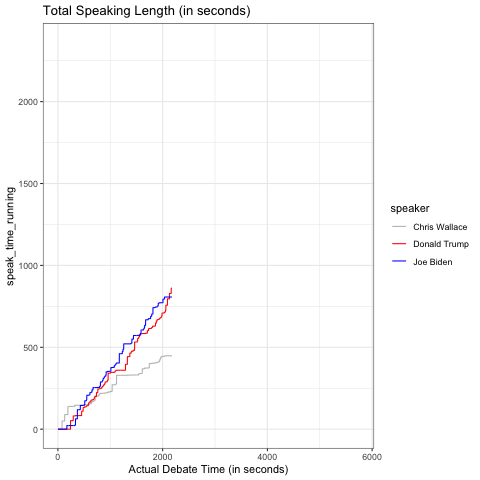 Total Speaking Length (in seconds)
speak_time_running
2000
1500
1000
500
0
0
2000
4000
6000
Actual Debate Time (in seconds)
speaker
Chris Wallace
Donald Trump
Joe Biden